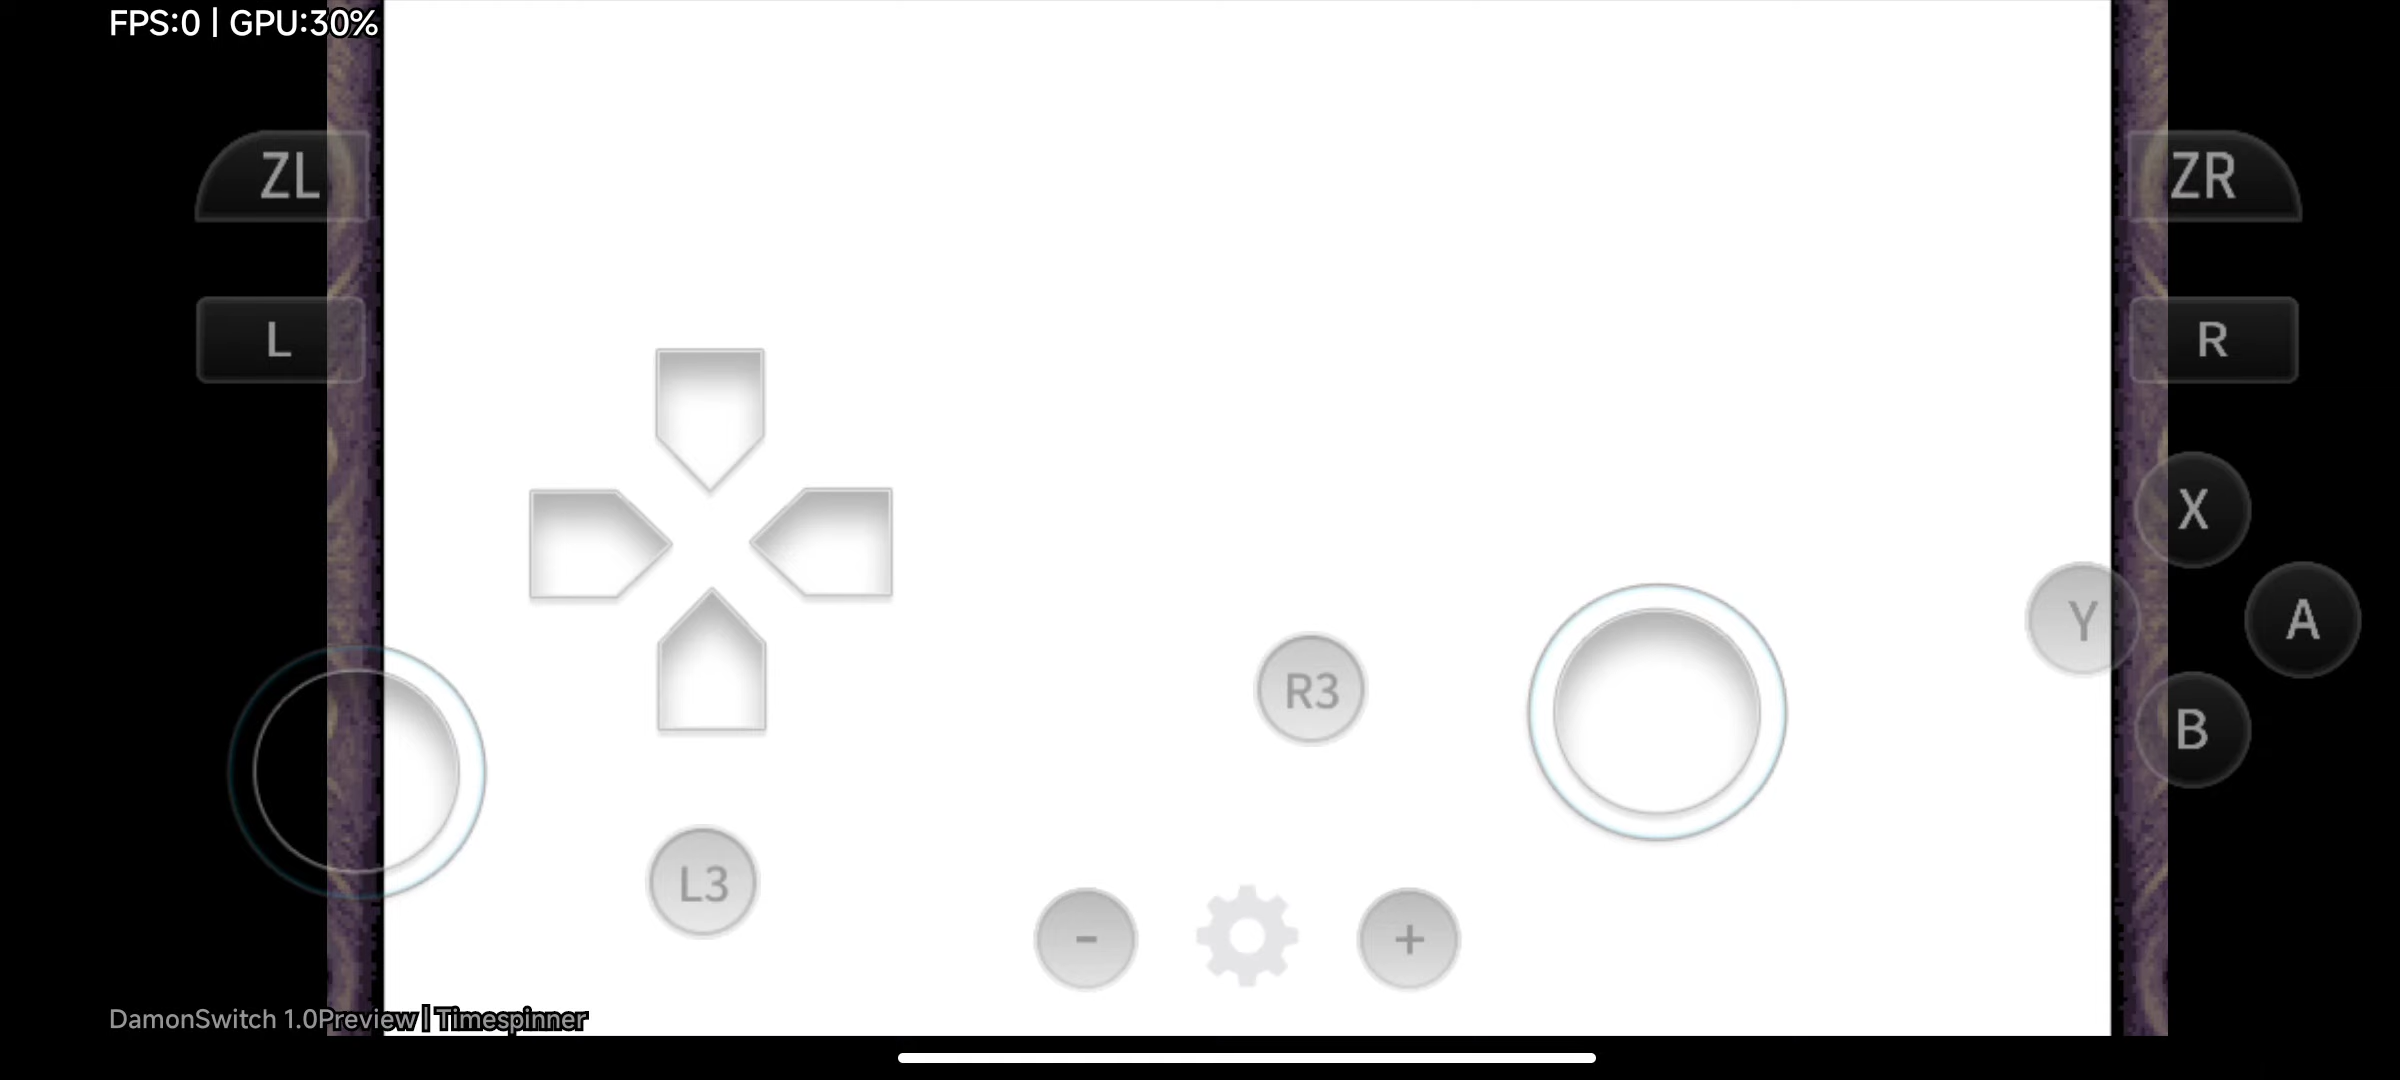 FPS:0 | GPU:30%
ZL
ZR
L
R
X
Y
A
R3
B
L3
-
+
DamonSwitch 1.0Preview | Timespinner